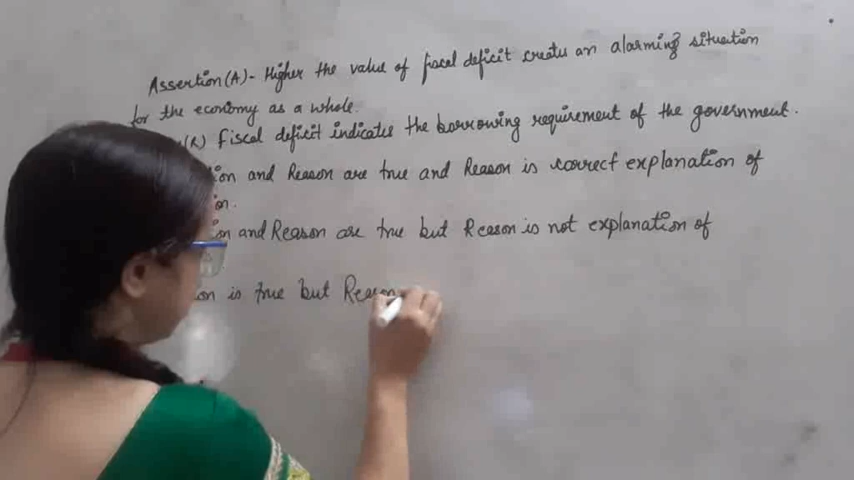 Assertion (A) - Higher the value of fiscal deficit creates an alarming situation
for the economy as a whole.
(R) Fiscal deficit indicates the borrowing requirement of the government.
ion and Reason are true and Reason is correct explanation of
on.
on and Reason are true but Reason is not explanation of
on is true but Reason